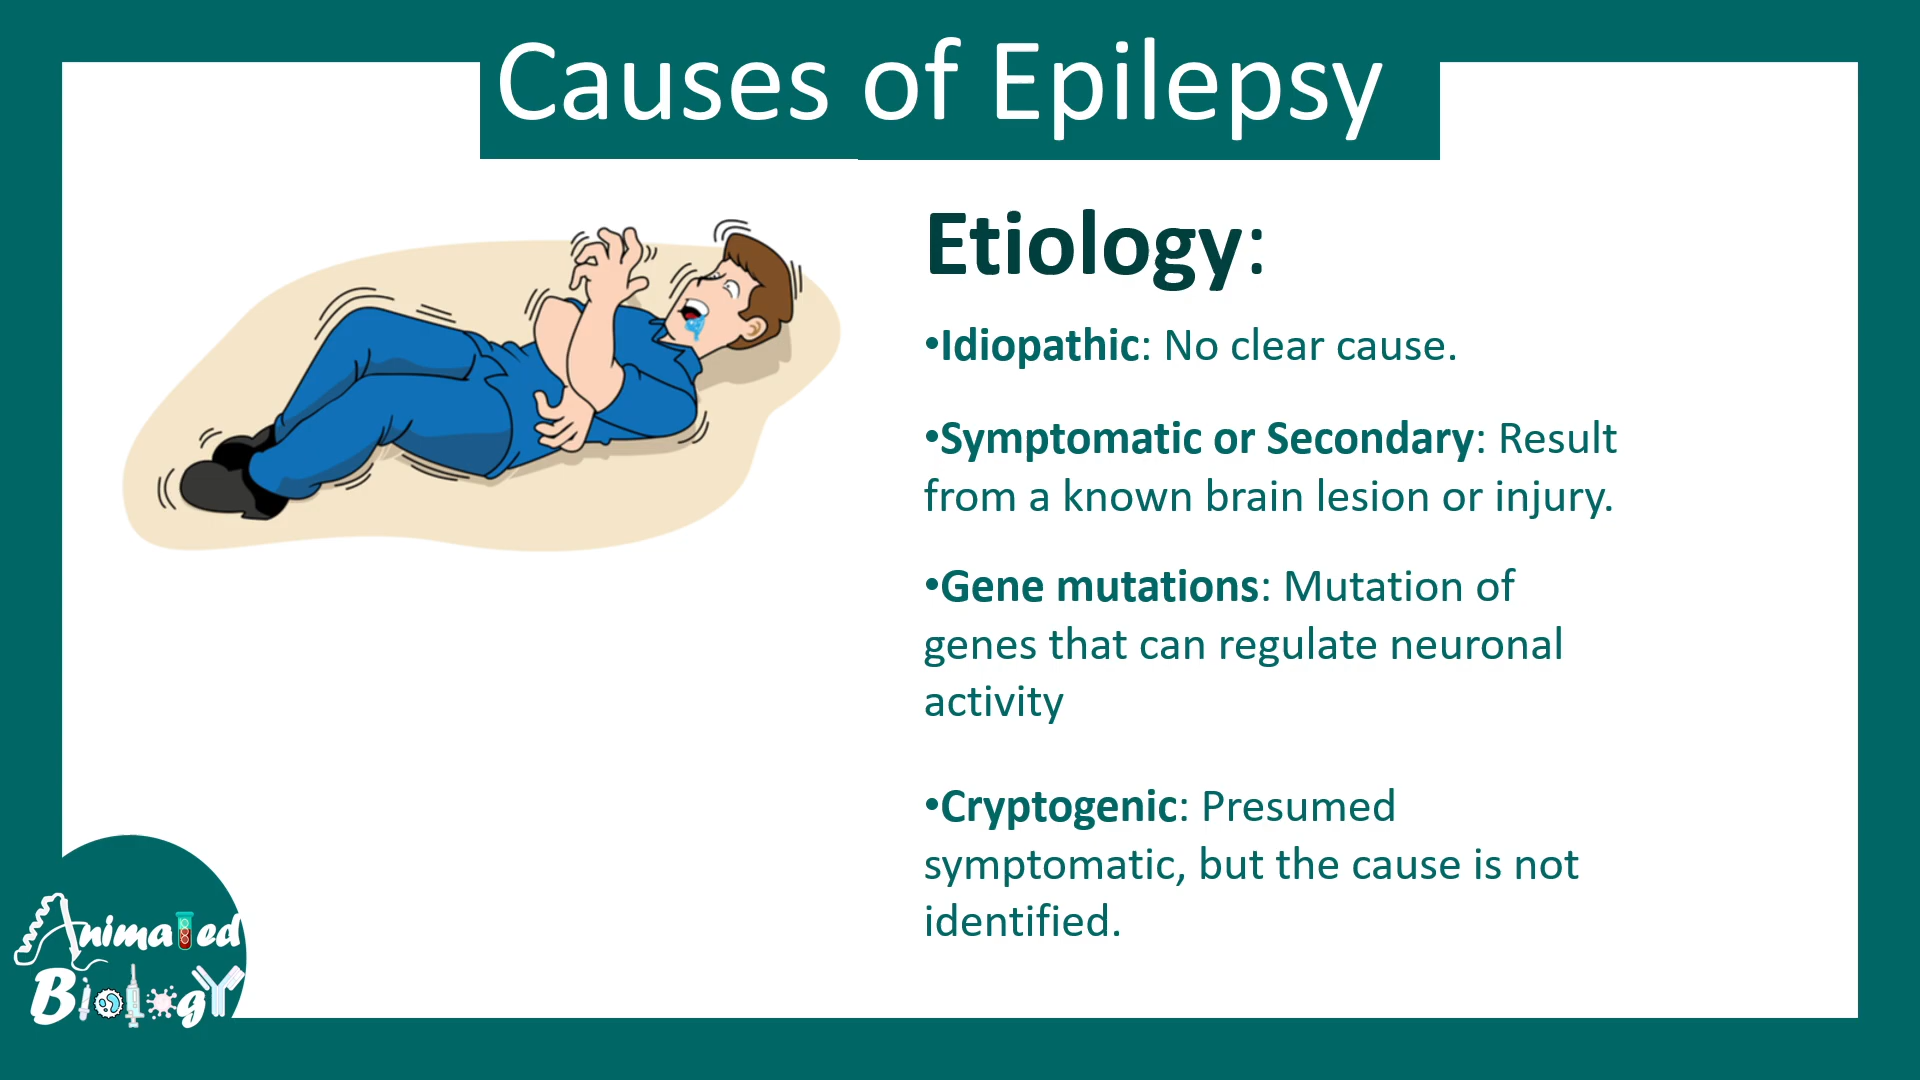 Causes of Epilepsy
Etiology:
•Idiopathic: No clear cause.
•Symptomatic or Secondary: Result
from a known brain lesion or injury.
•Gene mutations: Mutation of
genes that can regulate neuronal
activity
•Cryptogenic: Presumed
symptomatic, but the cause is not
identified.
Animated
Biology